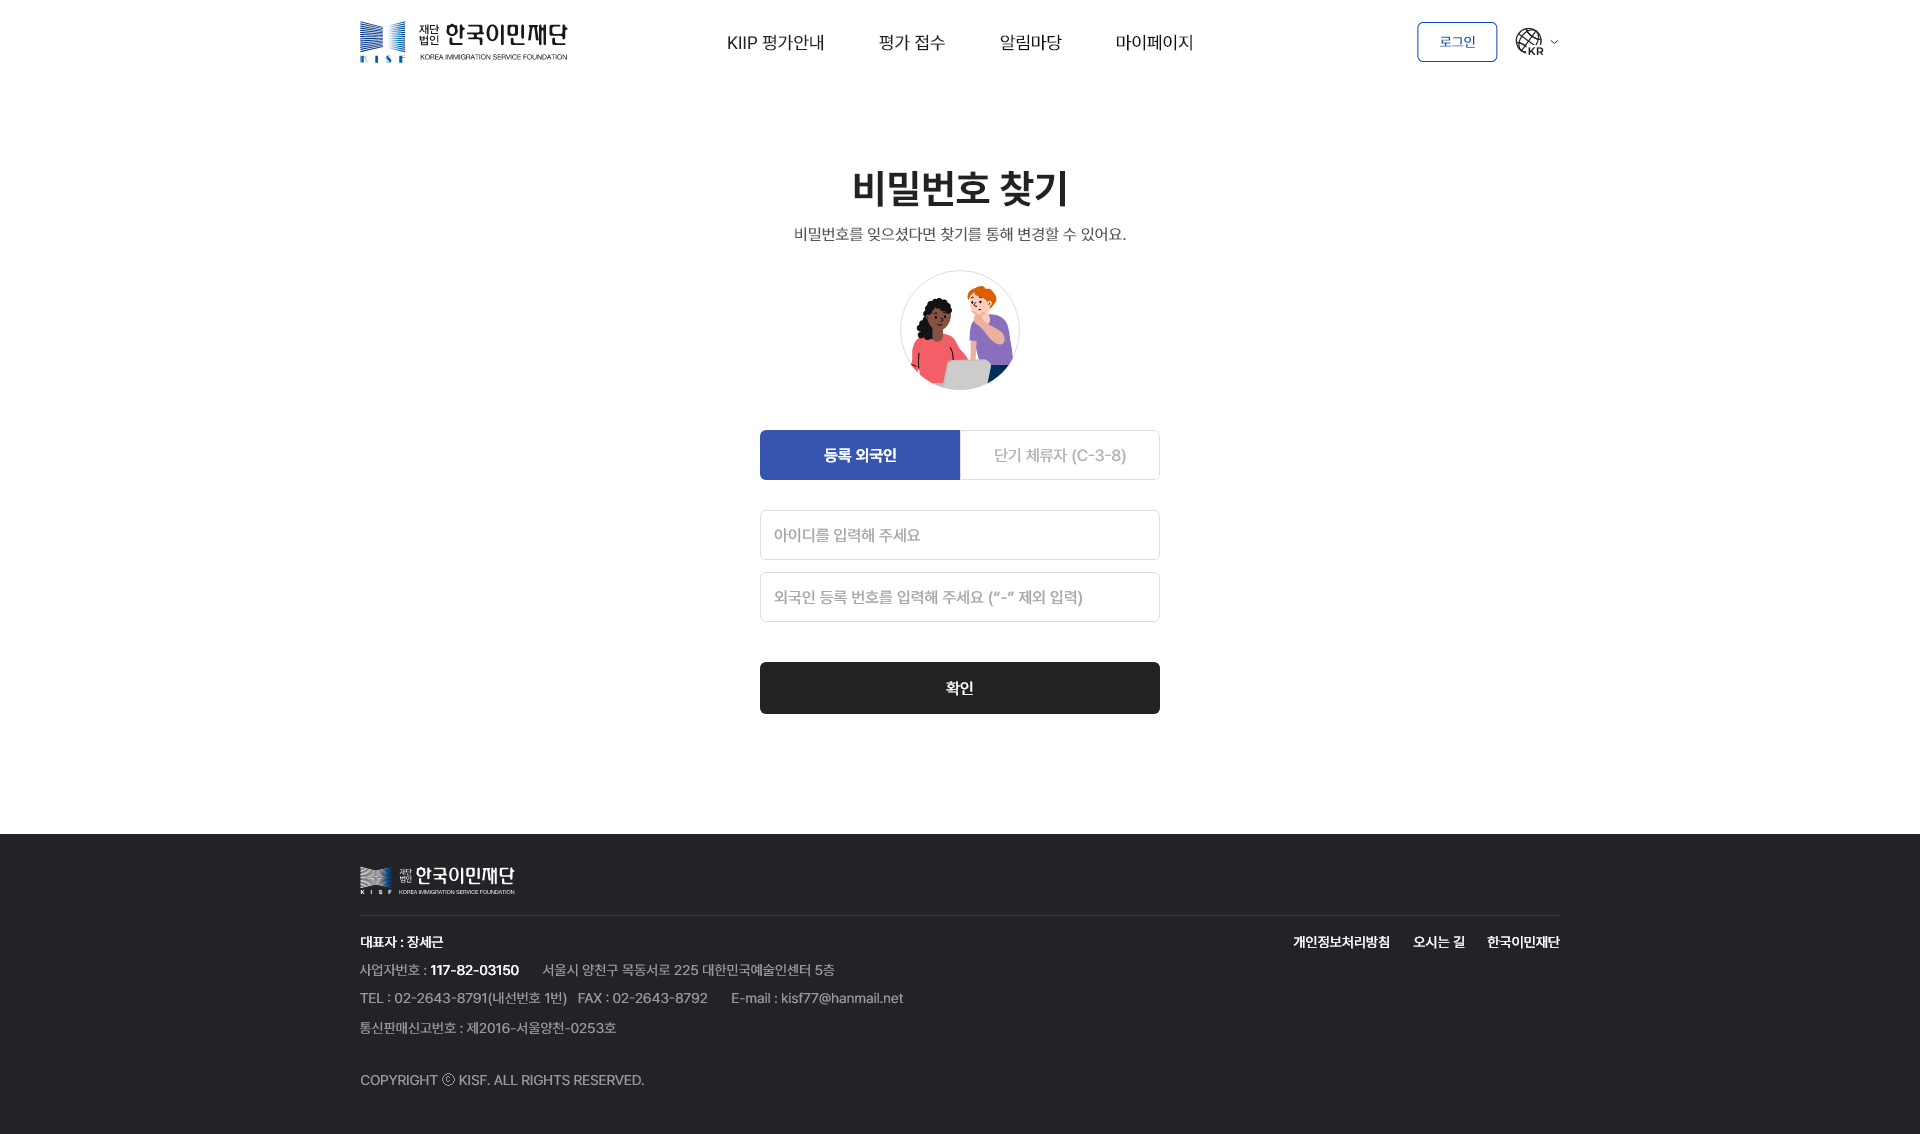 재단
법인 한국이민재단
KISF KOREA IMMIGRATION SERVICE FOUNDATION
KIIP 평가안내 평가 접수 알림마당 마이페이지
로그인 KR
비밀번호 찾기
비밀번호를 잊으셨다면 찾기를 통해 변경할 수 있어요.
등록 외국인 단기 체류자 (C-3-8)
아이디를 입력해 주세요
외국인 등록 번호를 입력해 주세요 (“-” 제외 입력)
확인
재단
법인 한국이민재단
KISF KOREA IMMIGRATION SERVICE FOUNDATION
대표자 : 장세근 개인정보처리방침 오시는 길 한국이민재단
사업자번호 : 117-82-03150 서울시 양천구 목동서로 225 대한민국예술인센터 5층
TEL : 02-2643-8791(내선번호 1번) FAX : 02-2643-8792 E-mail : kisf77@hanmail.net
통신판매신고번호 : 제2016-서울양천-0253호
COPYRIGHT ⓒ KISF. ALL RIGHTS RESERVED.